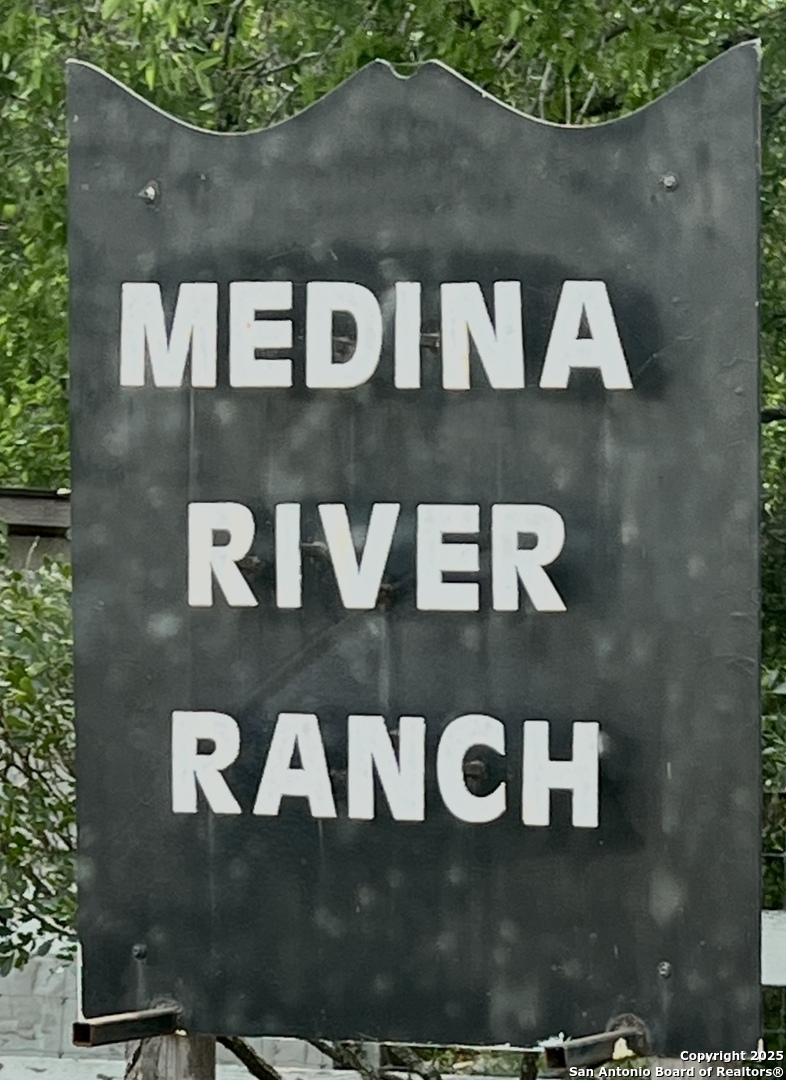 MEDINA
RIVER
RANCH
Copyright 2025
San Antonio Board of Realtors®